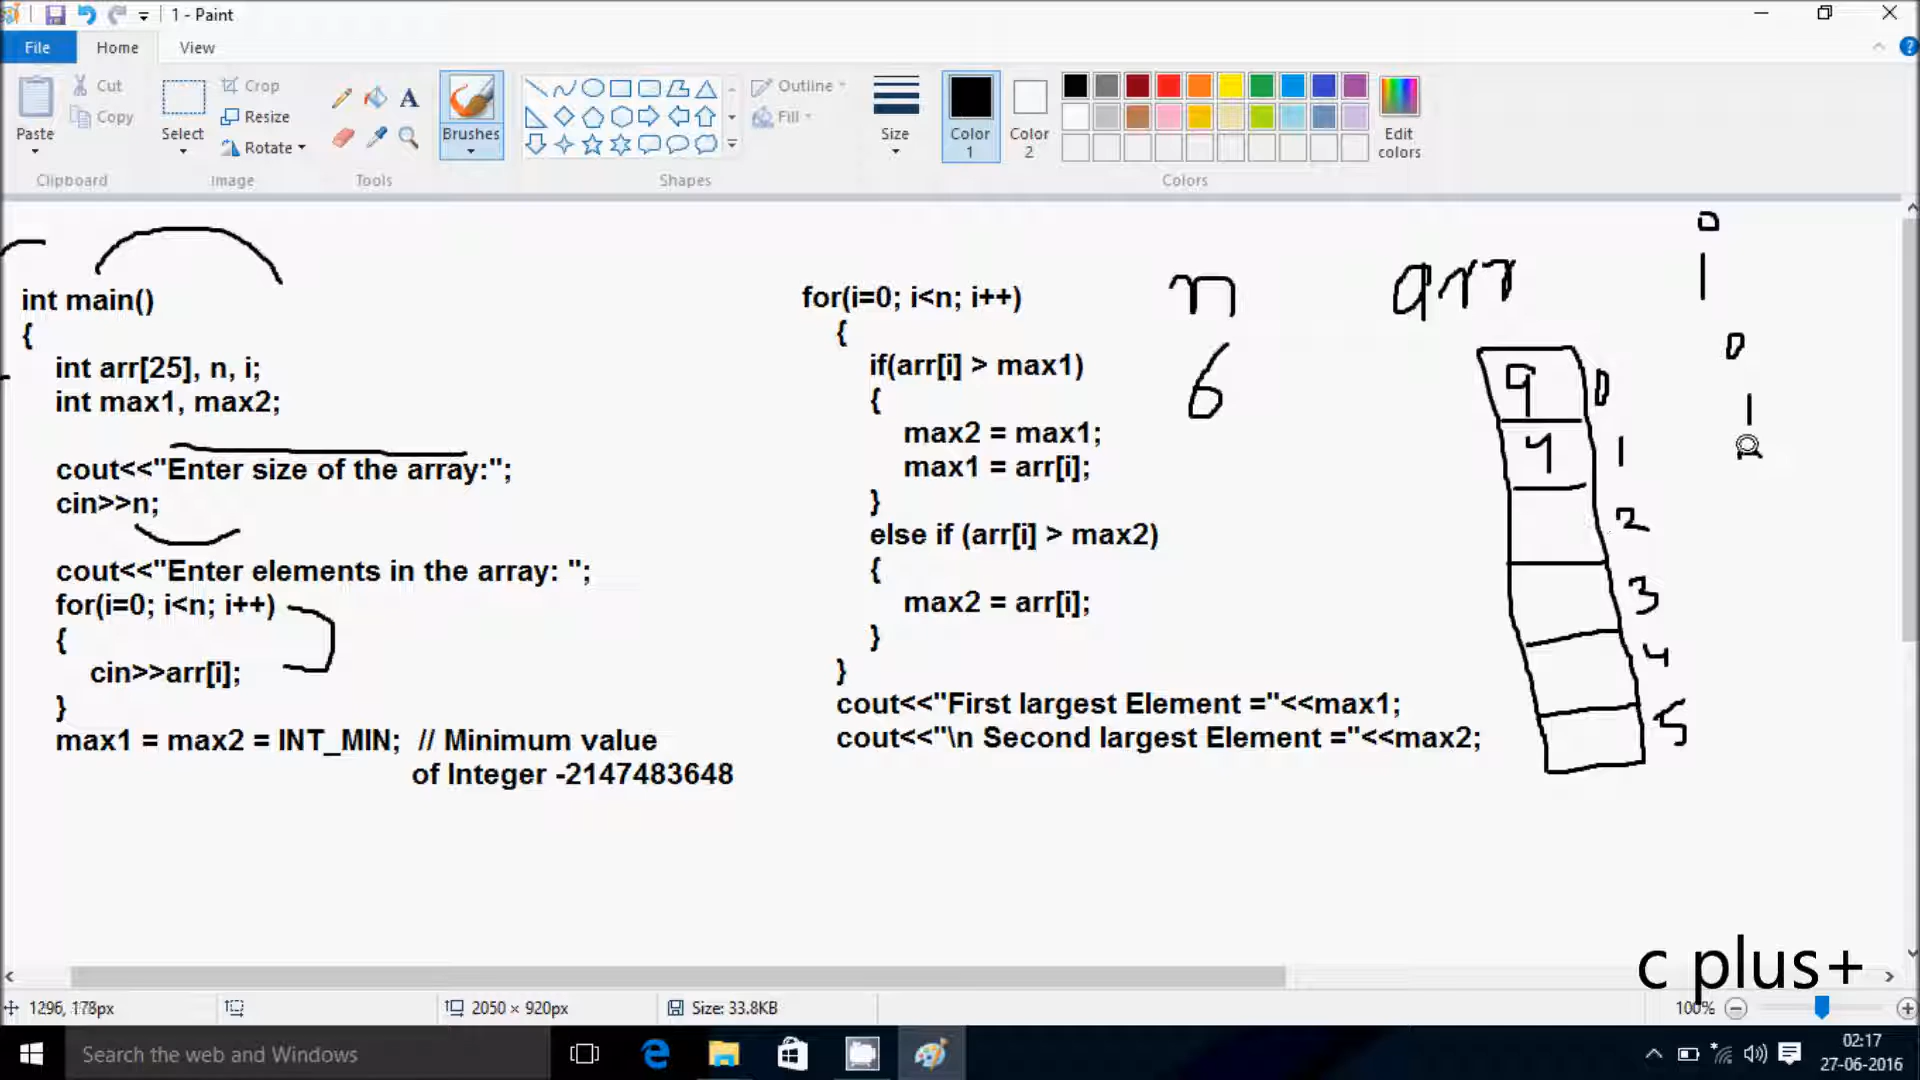 1 - Paint
File Home View
Paste
Cut
Copy
Clipboard
Select
Crop
Resize
Rotate
Image
A
Tools
Brushes
Outline
Fill
Shapes
Size
Color
1
Color
2
Edit
colors
Colors
int main()
{
int arr[25], n, i;
int max1, max2;
cout<<"Enter size of the array:";
cin>>n;
cout<<"Enter elements in the array: ";
for(i=0; i<n; i++)
{
cin>>arr[i];
}
max1 = max2 = INT_MIN; // Minimum value
of Integer -2147483648
for(i=0; i<n; i++)
{
if(arr[i] > max1)
{
max2 = max1;
max1 = arr[i];
}
else if (arr[i] > max2)
{
max2 = arr[i];
}
}
cout<<"First largest Element ="<<max1;
cout<<"\n Second largest Element ="<<max2;
n
6
arr
9 0
4 1
2
3
4
5
0
1
0
1
c plus+
1296, 178px
2050 × 920px
Size: 33.8KB
100%
Search the web and Windows
02:17
27-06-2016